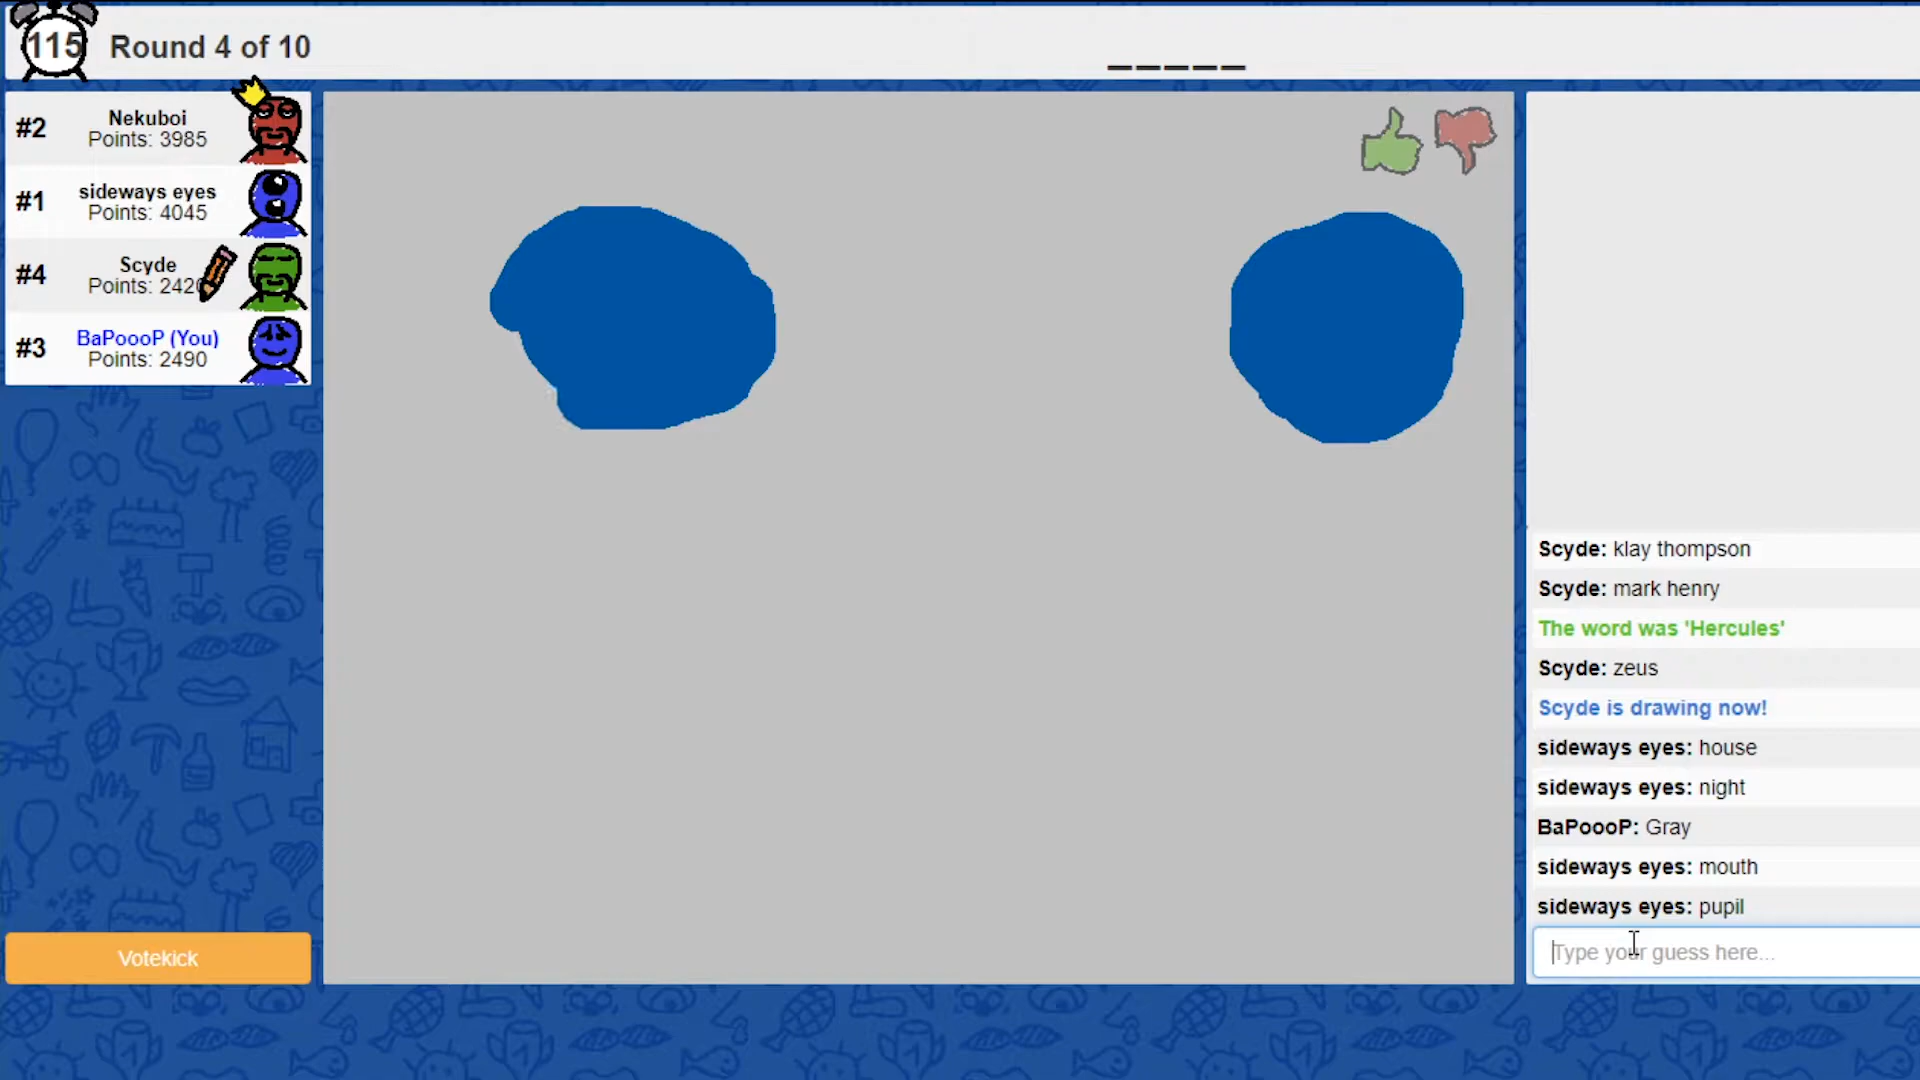 115 Round 4 of 10
_ _ _ _ _
#2 Nekuboi
Points: 3985
#1 sideways eyes
Points: 4045
#4 Scyde
Points: 2420
#3 BaPoooP (You)
Points: 2490
Votekick
Scyde: klay thompson
Scyde: mark henry
The word was 'Hercules'
Scyde: zeus
Scyde is drawing now!
sideways eyes: house
sideways eyes: night
BaPoooP: Gray
sideways eyes: mouth
sideways eyes: pupil
Type your guess here...